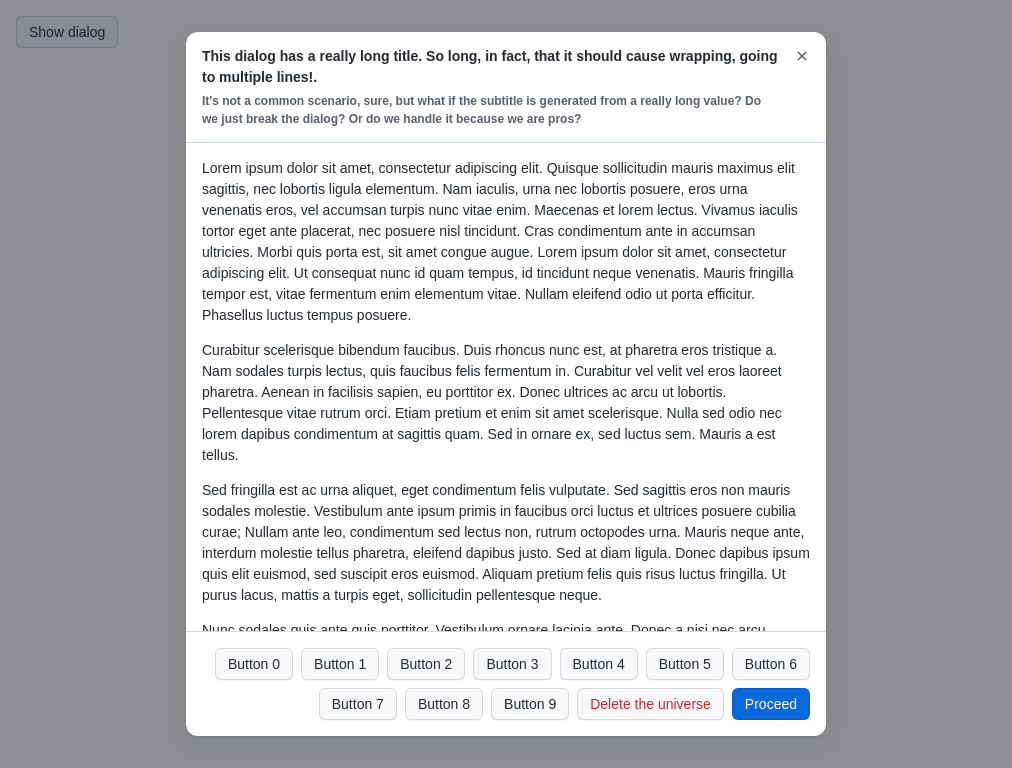 Show dialog
This dialog has a really long title. So long, in fact, that it should cause wrapping, going
to multiple lines!.
It's not a common scenario, sure, but what if the subtitle is generated from a really long value? Do
we just break the dialog? Or do we handle it because we are pros?
Lorem ipsum dolor sit amet, consectetur adipiscing elit. Quisque sollicitudin mauris maximus elit
sagittis, nec lobortis ligula elementum. Nam iaculis, urna nec lobortis posuere, eros urna
venenatis eros, vel accumsan turpis nunc vitae enim. Maecenas et lorem lectus. Vivamus iaculis
tortor eget ante placerat, nec posuere nisl tincidunt. Cras condimentum ante in accumsan
ultricies. Morbi quis porta est, sit amet congue augue. Lorem ipsum dolor sit amet, consectetur
adipiscing elit. Ut consequat nunc id quam tempus, id tincidunt neque venenatis. Mauris fringilla
tempor est, vitae fermentum enim elementum vitae. Nullam eleifend odio ut porta efficitur.
Phasellus luctus tempus posuere.
Curabitur scelerisque bibendum faucibus. Duis rhoncus nunc est, at pharetra eros tristique a.
Nam sodales turpis lectus, quis faucibus felis fermentum in. Curabitur vel velit vel eros laoreet
pharetra. Aenean in facilisis sapien, eu porttitor ex. Donec ultrices ac arcu ut lobortis.
Pellentesque vitae rutrum orci. Etiam pretium et enim sit amet scelerisque. Nulla sed odio nec
lorem dapibus condimentum at sagittis quam. Sed in ornare ex, sed luctus sem. Mauris a est
tellus.
Sed fringilla est ac urna aliquet, eget condimentum felis vulputate. Sed sagittis eros non mauris
sodales molestie. Vestibulum ante ipsum primis in faucibus orci luctus et ultrices posuere cubilia
curae; Nullam ante leo, condimentum sed lectus non, rutrum octopodes urna. Mauris neque ante,
interdum molestie tellus pharetra, eleifend dapibus justo. Sed at diam ligula. Donec dapibus ipsum
quis elit euismod, sed suscipit eros euismod. Aliquam pretium felis quis risus luctus fringilla. Ut
purus lacus, mattis a turpis eget, sollicitudin pellentesque neque.
Nunc sodales quis ante quis porttitor. Vestibulum ornare lacinia ante. Donec a nisi nec arcu
Button 0
Button 1
Button 2
Button 3
Button 4
Button 5
Button 6
Button 7
Button 8
Button 9
Delete the universe
Proceed